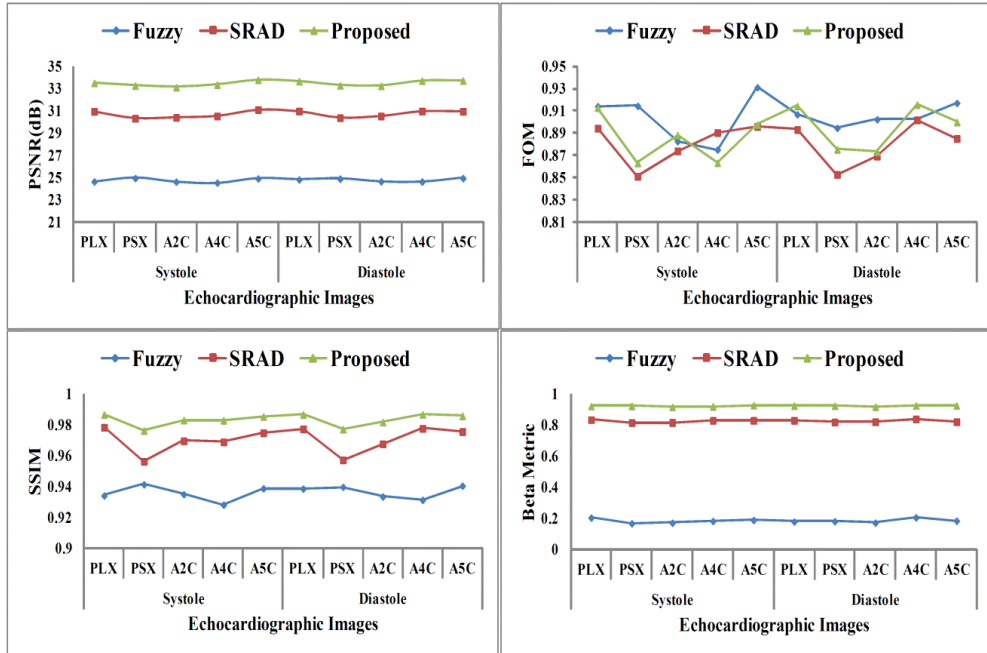 Fuzzy SRAD Proposed
PSNR(dB)
35
33
31
29
27
25
23
21
PLX PSX A2C A4C A5C PLX PSX A2C A4C A5C
Systole Diastole
Echocardiographic Images
Fuzzy SRAD Proposed
FOM
0.95
0.93
0.91
0.89
0.87
0.85
0.83
0.81
PLX PSX A2C A4C A5C PLX PSX A2C A4C A5C
Systole Diastole
Echocardiographic Images
Fuzzy SRAD Proposed
SSIM
1
0.98
0.96
0.94
0.92
0.9
PLX PSX A2C A4C A5C PLX PSX A2C A4C A5C
Systole Diastole
Echocardiographic Images
Fuzzy SRAD Proposed
Beta Metric
1
0.8
0.6
0.4
0.2
0
PLX PSX A2C A4C A5C PLX PSX A2C A4C A5C
Systole Diastole
Echocardiographic Images